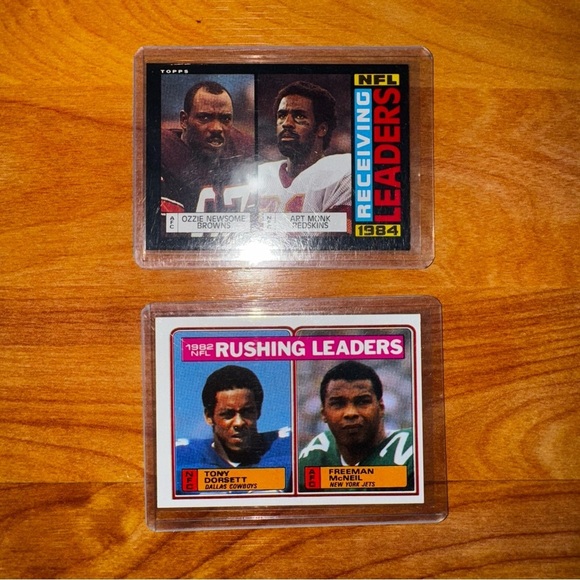 TOPPS
NFL
RECEIVING
LEADERS
1984
AFC
OZZIE NEWSOME
BROWNS
NFC
ART MONK
REDSKINS
1982
NFL
RUSHING LEADERS
NFC
TONY
DORSETT
DALLAS COWBOYS
AFC
FREEMAN
McNEIL
NEW YORK JETS